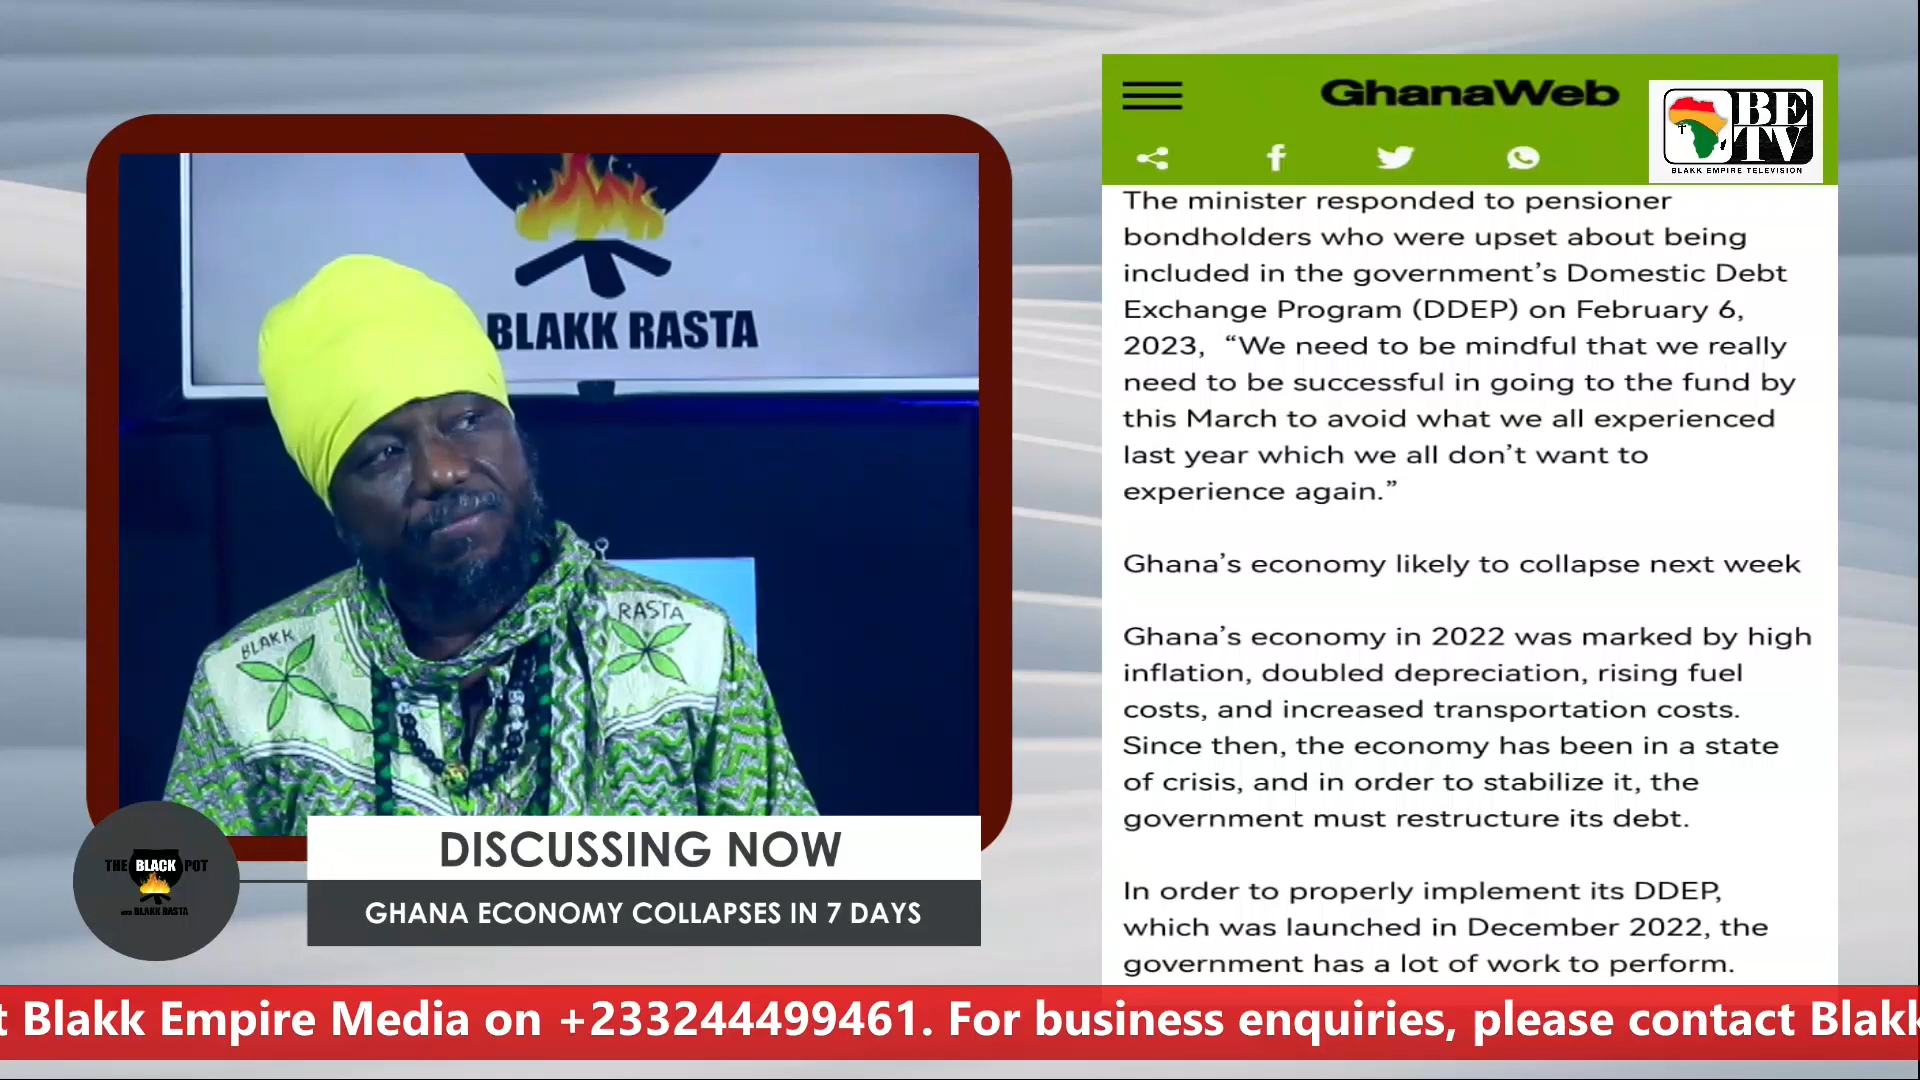 BLAKK RASTA
BLAKK
RASTA
THE BLACK POT
WITH BLAKK RASTA
DISCUSSING NOW
GHANA ECONOMY COLLAPSES IN 7 DAYS
GhanaWeb
BE
TV
BLAKK EMPIRE TELEVISION
The minister responded to pensioner
bondholders who were upset about being
included in the government’s Domestic Debt
Exchange Program (DDEP) on February 6,
2023, “We need to be mindful that we really
need to be successful in going to the fund by
this March to avoid what we all experienced
last year which we all don’t want to
experience again.”
Ghana’s economy likely to collapse next week
Ghana’s economy in 2022 was marked by high
inflation, doubled depreciation, rising fuel
costs, and increased transportation costs.
Since then, the economy has been in a state
of crisis, and in order to stabilize it, the
government must restructure its debt.
In order to properly implement its DDEP,
which was launched in December 2022, the
government has a lot of work to perform.
t Blakk Empire Media on +233244499461. For business enquiries, please contact Blakk